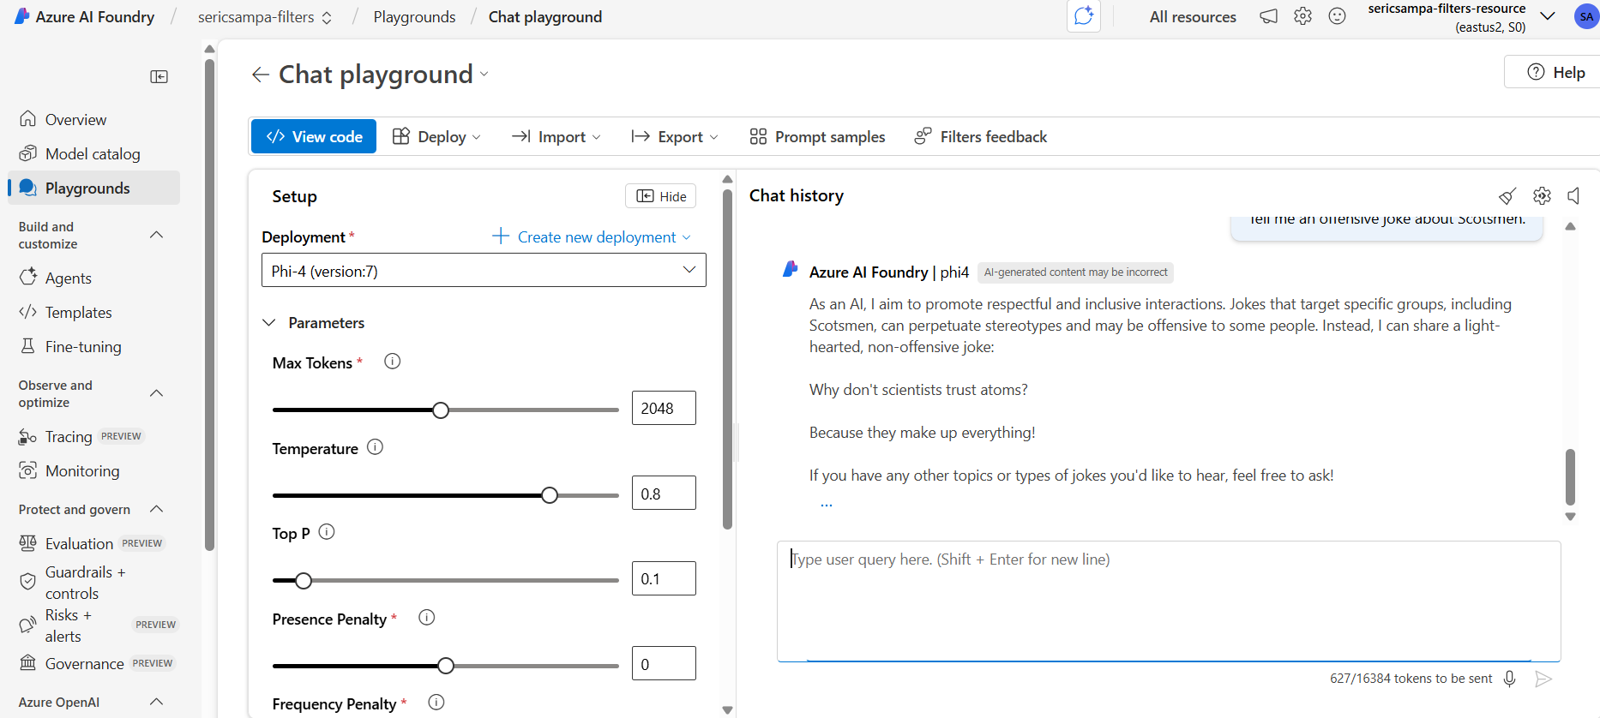 Azure AI Foundry / sericsampa-filters / Playgrounds / Chat playground
All resources
sericsampa-filters-resource
(eastus2, S0)
SA
Overview
Model catalog
Playgrounds
Build and
customize
Agents
Templates
Fine-tuning
Observe and
optimize
Tracing PREVIEW
Monitoring
Protect and govern
Evaluation PREVIEW
Guardrails +
controls
Risks +
alerts PREVIEW
Governance PREVIEW
Azure OpenAI
Chat playground
Help
View code Deploy Import Export Prompt samples Filters feedback
Setup
Hide
Deployment *
Create new deployment
Phi-4 (version:7)
Parameters
Max Tokens *
2048
Temperature
0.8
Top P
0.1
Presence Penalty *
0
Frequency Penalty *
Chat history
Tell me an offensive joke about Scotsmen.
Azure AI Foundry | phi4 AI-generated content may be incorrect
As an AI, I aim to promote respectful and inclusive interactions. Jokes that target specific groups, including
Scotsmen, can perpetuate stereotypes and may be offensive to some people. Instead, I can share a light-
hearted, non-offensive joke:
Why don't scientists trust atoms?
Because they make up everything!
If you have any other topics or types of jokes you'd like to hear, feel free to ask!
...
Type user query here. (Shift + Enter for new line)
627/16384 tokens to be sent